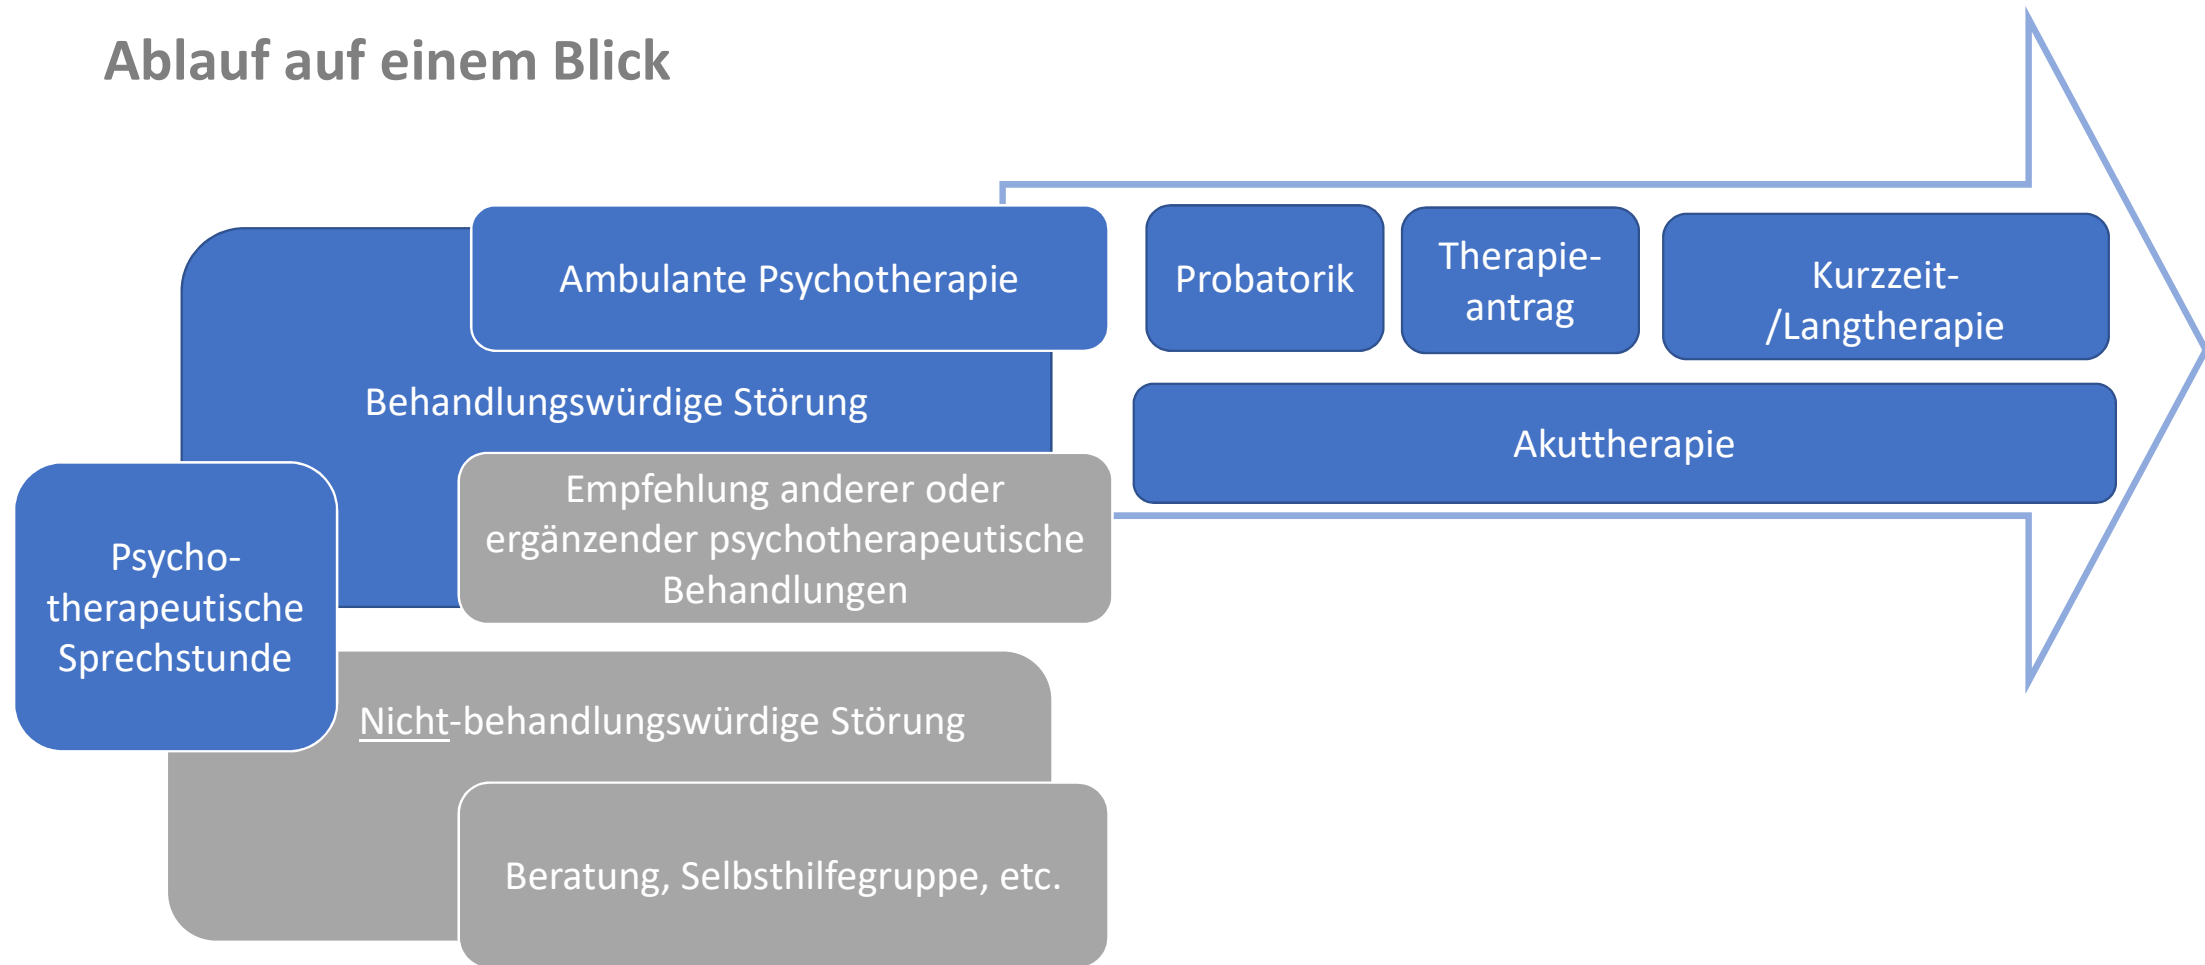 Ablauf auf einem Blick
Ambulante Psychotherapie
Probatorik
Therapie-
antrag
Kurzzeit-
/Langtherapie
Behandlungswürdige Störung
Akuttherapie
Empfehlung anderer oder
ergänzender psychotherapeutische
Behandlungen
Psycho-
therapeutische
Sprechstunde
Nicht-behandlungswürdige Störung
Beratung, Selbsthilfegruppe, etc.